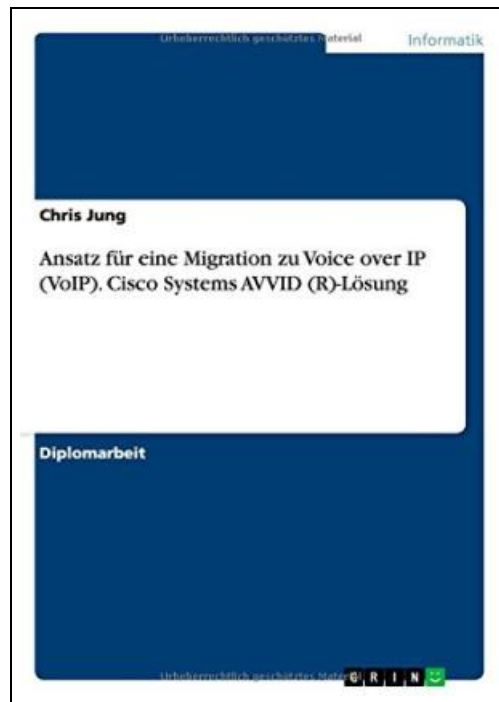 Urheberrechtlich geschütztes Material
Informatik
Chris Jung
Ansatz für eine Migration zu Voice over IP
(VoIP). Cisco Systems AVVID (R)-Lösung
Diplomarbeit
Urheberrechtlich geschütztes Material
GRIN